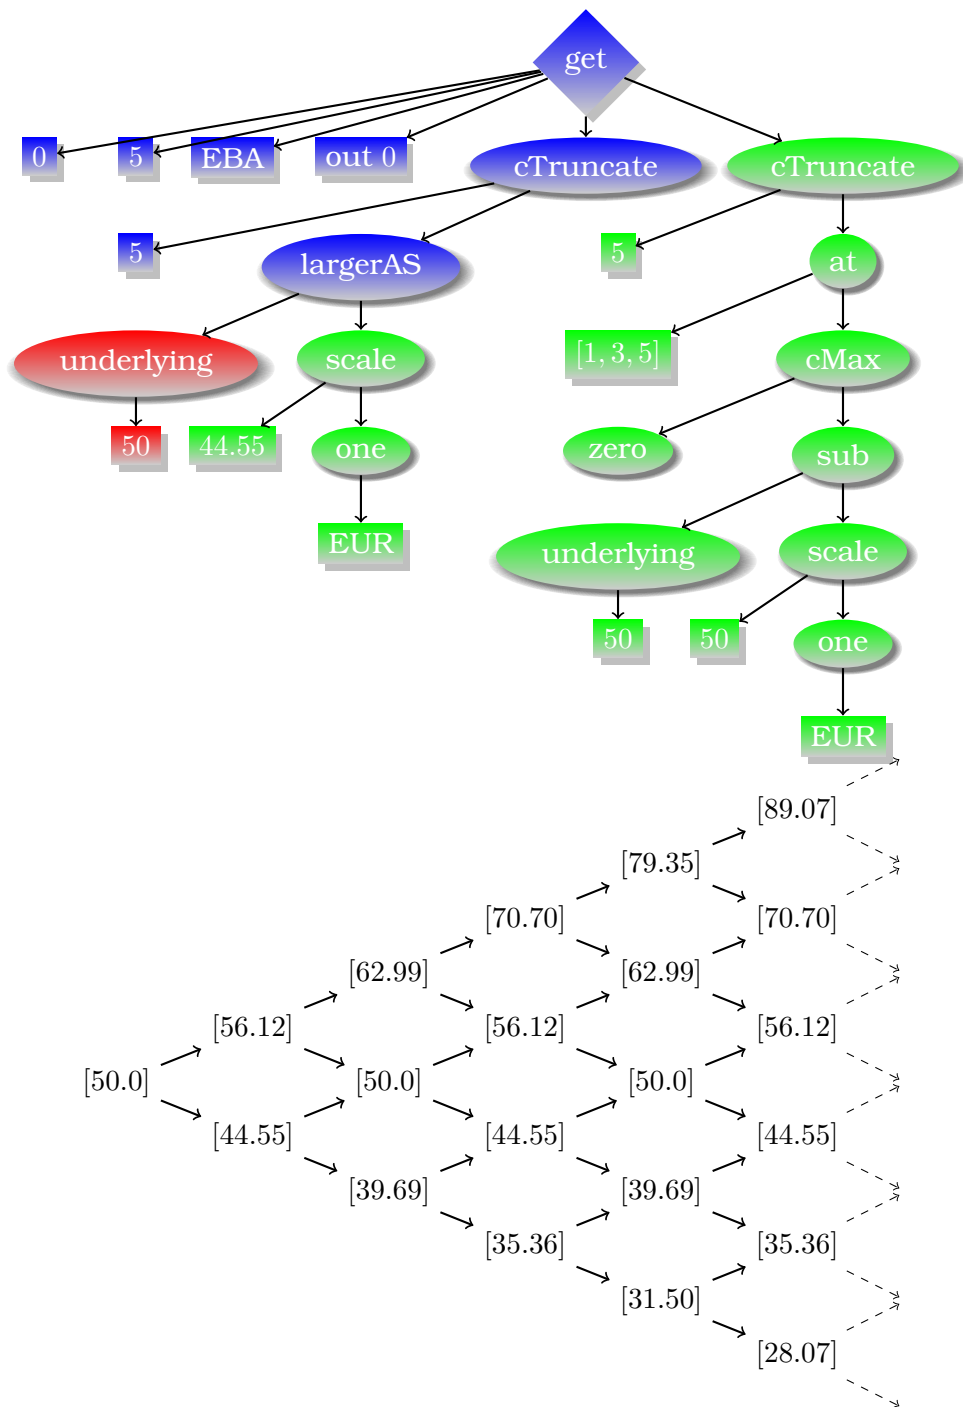 get
0 5 EBA out 0 cTruncate cTruncate
5 largerAS 5 at
underlying scale [1, 3, 5] cMax
50 44.55 one zero sub
EUR underlying scale
50 50 one
EUR
[89.07]
[79.35]
[70.70] [70.70]
[62.99] [62.99]
[56.12] [56.12] [56.12]
[50.0] [50.0] [50.0]
[44.55] [44.55] [44.55]
[39.69] [39.69]
[35.36] [35.36]
[31.50]
[28.07]